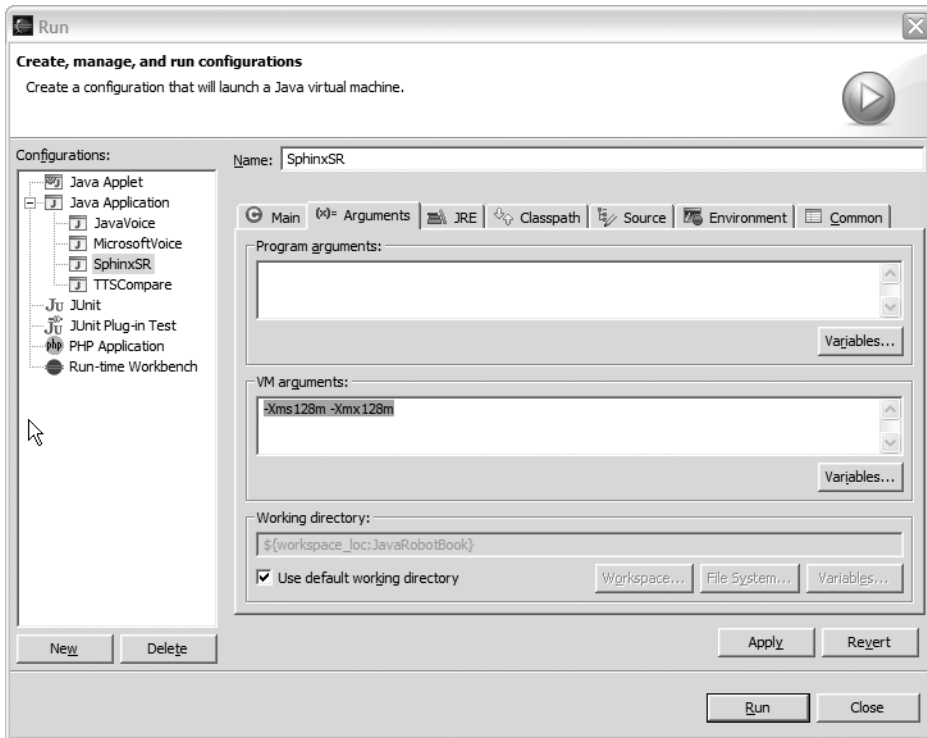 Run
Create, manage, and run configurations
Create a configuration that will launch a Java virtual machine.
Configurations:
Java Applet
Java Application
JavaVoice
MicrosoftVoice
SphinxSR
TTSCompare
Ju JUnit
Jü JUnit Plug-in Test
php PHP Application
Run-time Workbench
New Delete
Name: SphinxSR
Main (x)= Arguments JRE Classpath Source Environment Common
Program arguments:
Variables...
VM arguments:
-Xms128m -Xmx128m
Variables...
Working directory:
${workspace_loc:JavaRobotBook}
Use default working directory Workspace... File System... Variables...
Apply Revert
Run Close